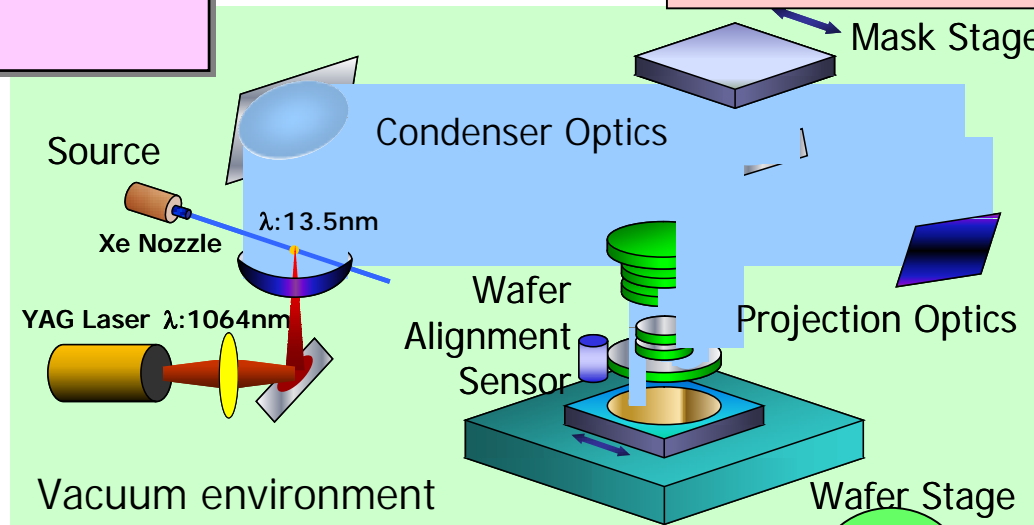 Mask Stage
Condenser Optics
Source
λ:13.5nm
Xe Nozzle
Wafer
Alignment
Sensor
YAG Laser λ:1064nm
Projection Optics
Vacuum environment
Wafer Stage